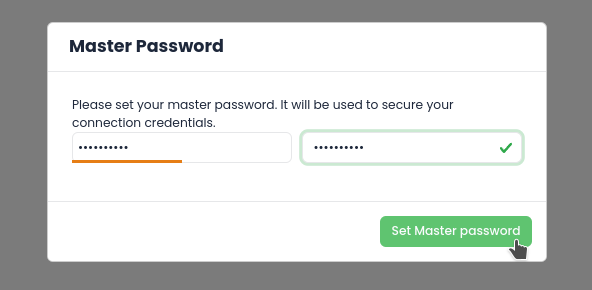 Master Password
Please set your master password. It will be used to secure your
connection credentials.
•••••••••• ••••••••••
Set Master password